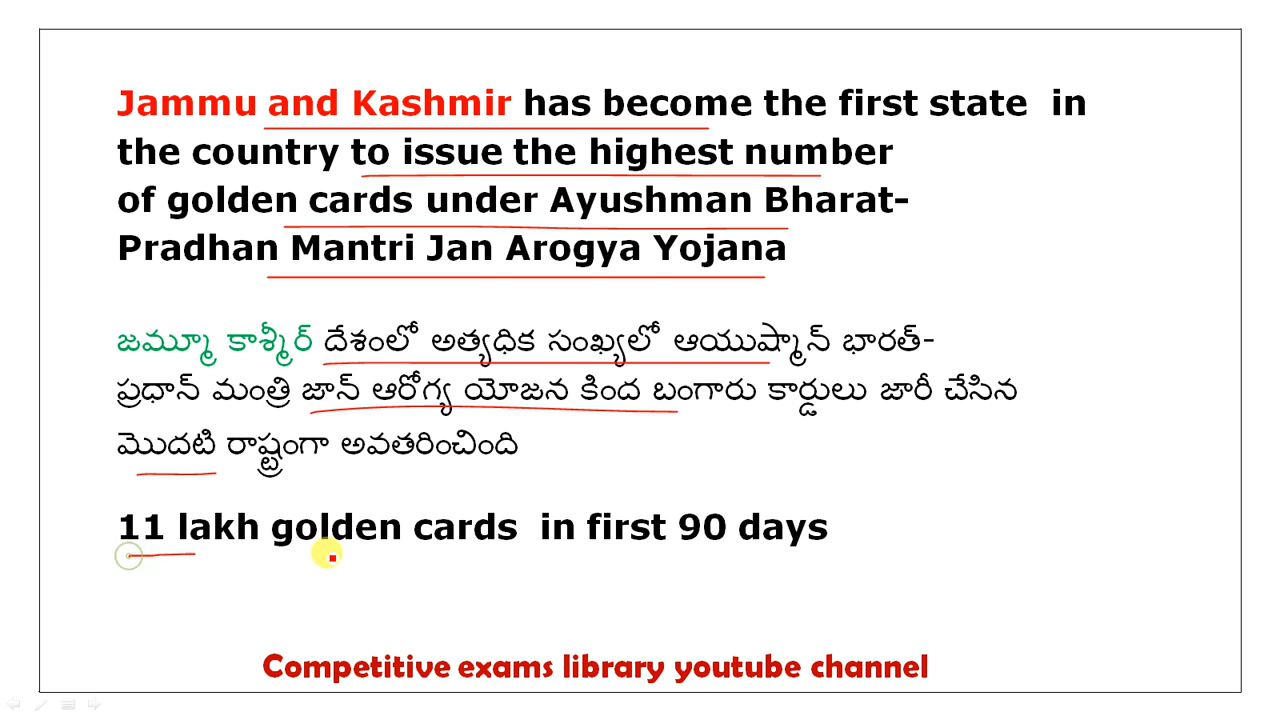 Jammu and Kashmir has become the first state in
the country to issue the highest number
of golden cards under Ayushman Bharat-
Pradhan Mantri Jan Arogya Yojana
జమ్మూ కాశ్మీర్ దేశంలో అత్యధిక సంఖ్యలో ఆయుష్మాన్ భారత్-
ప్రధాన్ మంత్రి జాన్ ఆరోగ్య యోజన కింద బంగారు కార్డులు జారీ చేసిన
మొదటి రాష్ట్రంగా అవతరించింది
11 lakh golden cards in first 90 days
Competitive exams library youtube channel